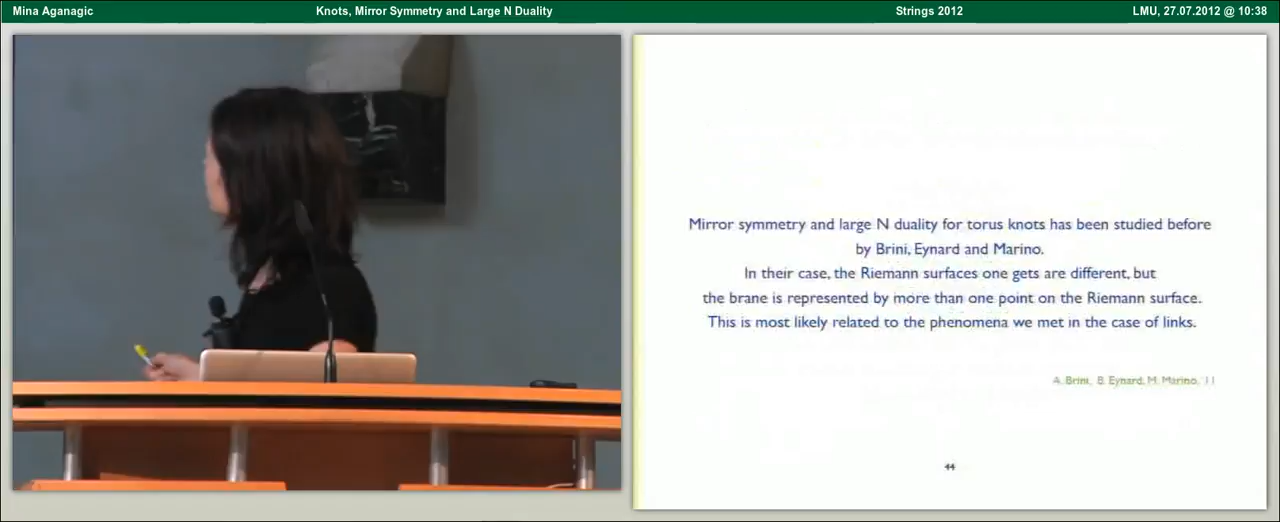 Mina Aganagic
Knots, Mirror Symmetry and Large N Duality
Strings 2012
LMU, 27.07.2012 @ 10:38
Mirror symmetry and large N duality for torus knots has been studied before
by Brini, Eynard and Marino.
In their case, the Riemann surfaces one gets are different, but
the brane is represented by more than one point on the Riemann surface.
This is most likely related to the phenomena we met in the case of links.
A. Brini, B. Eynard, M. Marino, '11
44